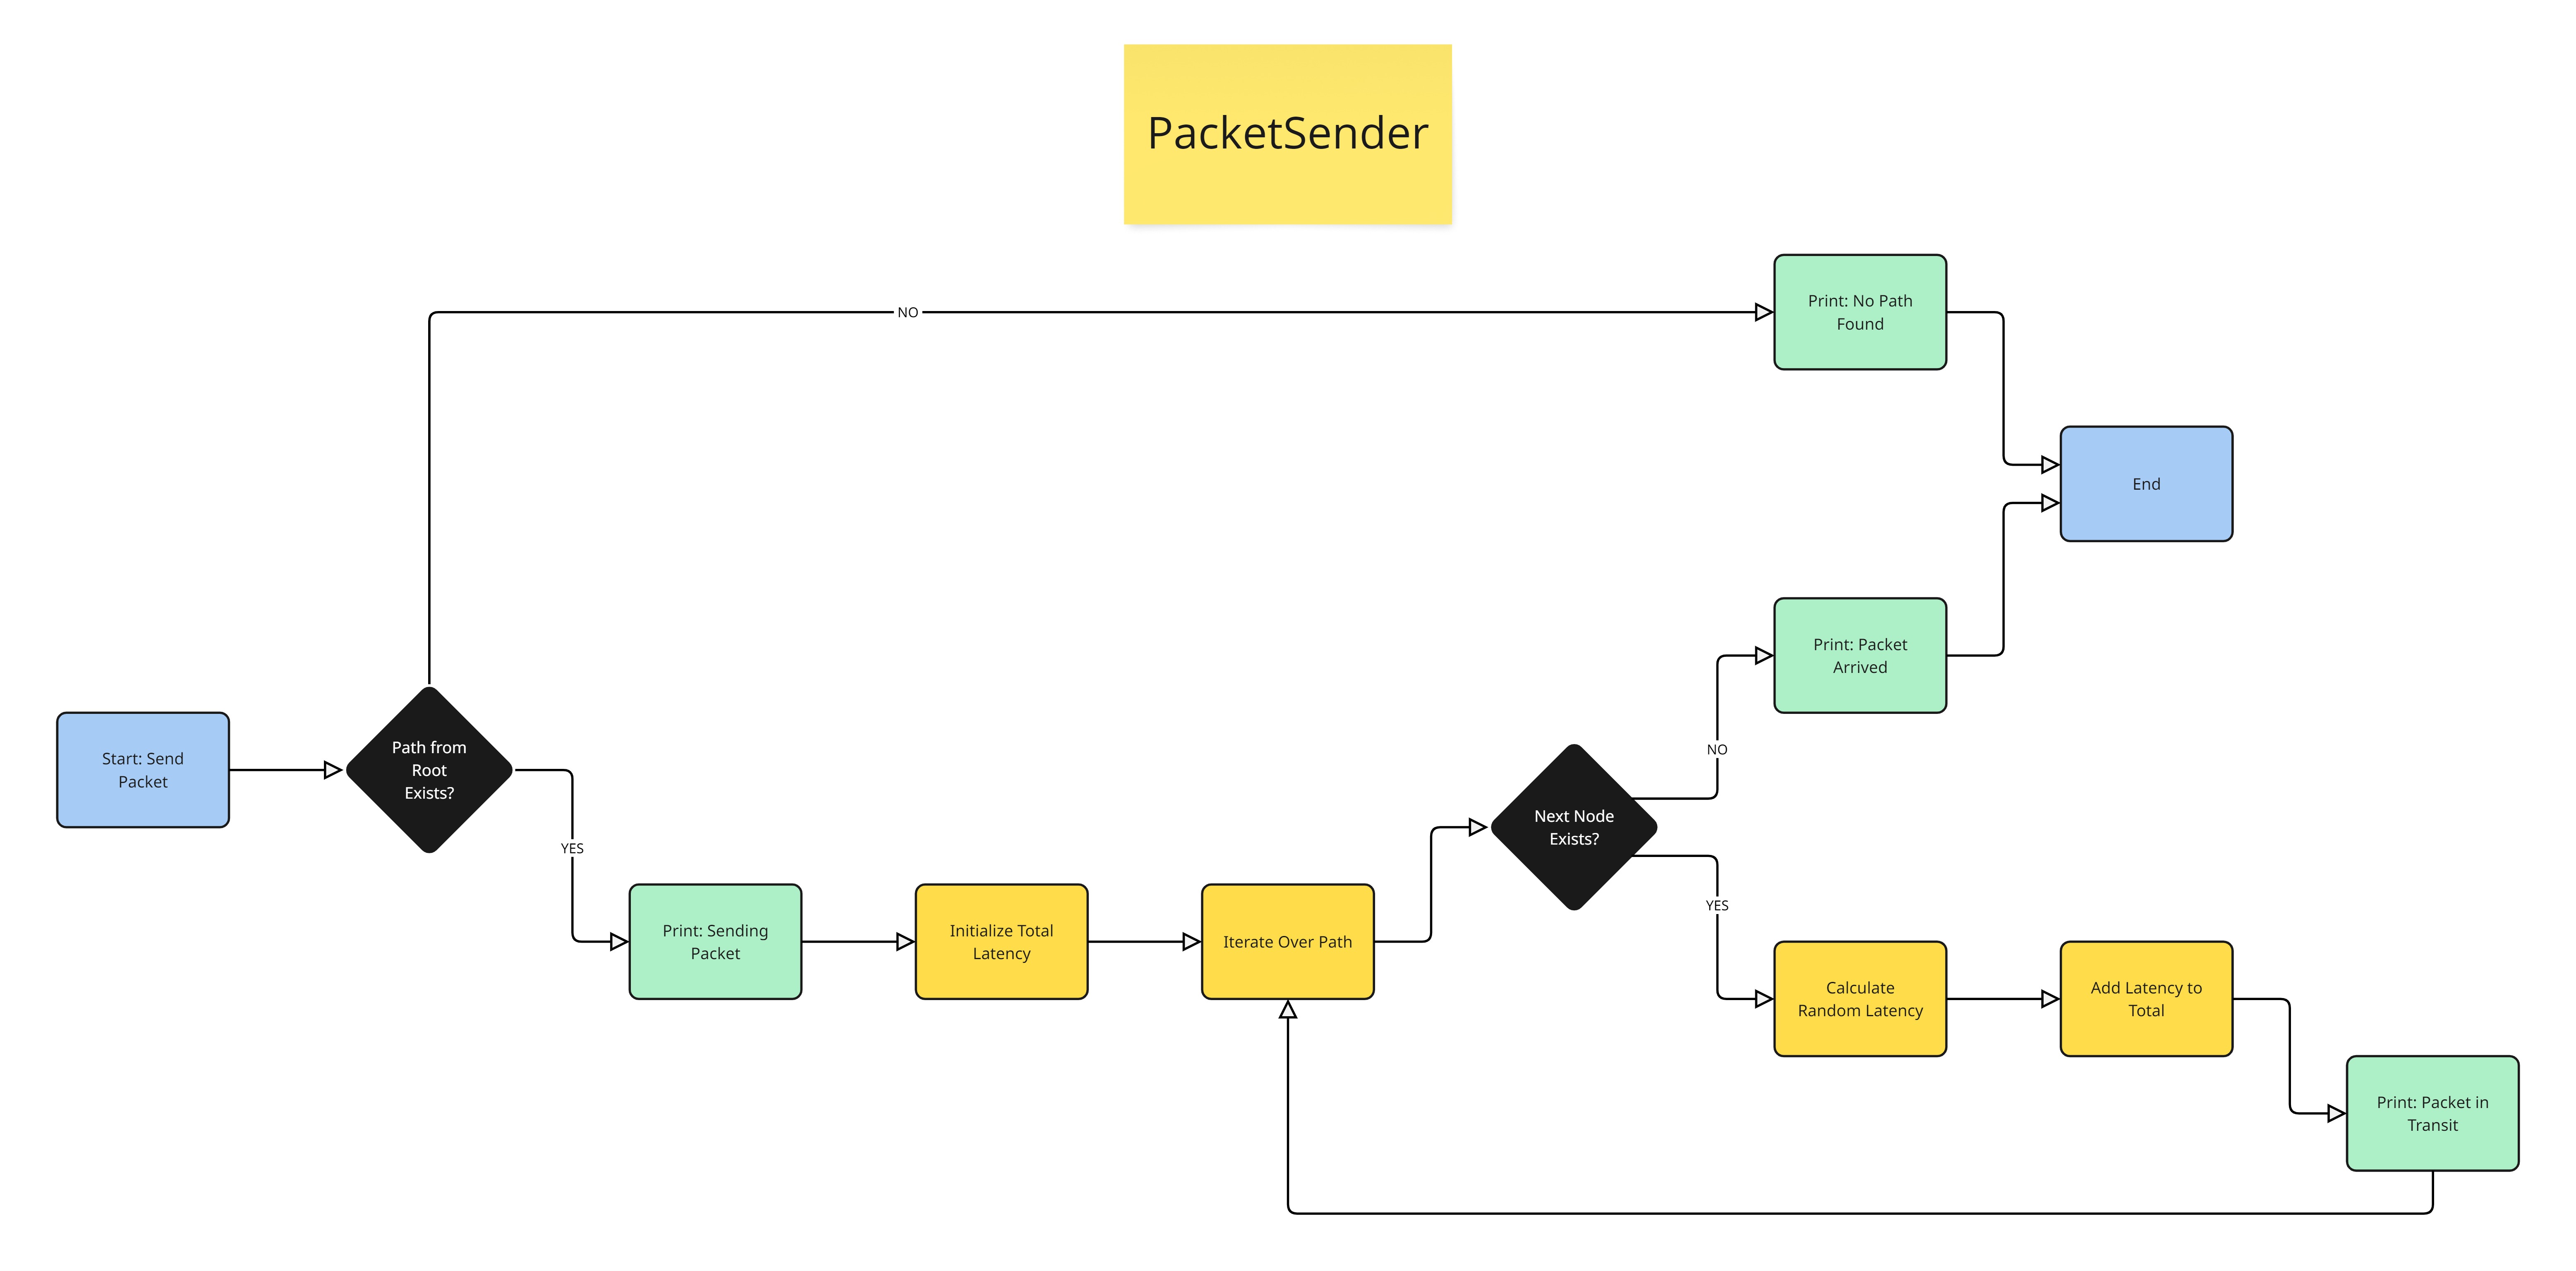 PacketSender
NO
Print: No Path
Found
End
Print: Packet
Arrived
Start: Send
Packet
Path from
Root
Exists?
NO
YES
Next Node
Exists?
YES
Print: Sending
Packet
Initialize Total
Latency
Iterate Over Path
Calculate
Random Latency
Add Latency to
Total
Print: Packet in
Transit